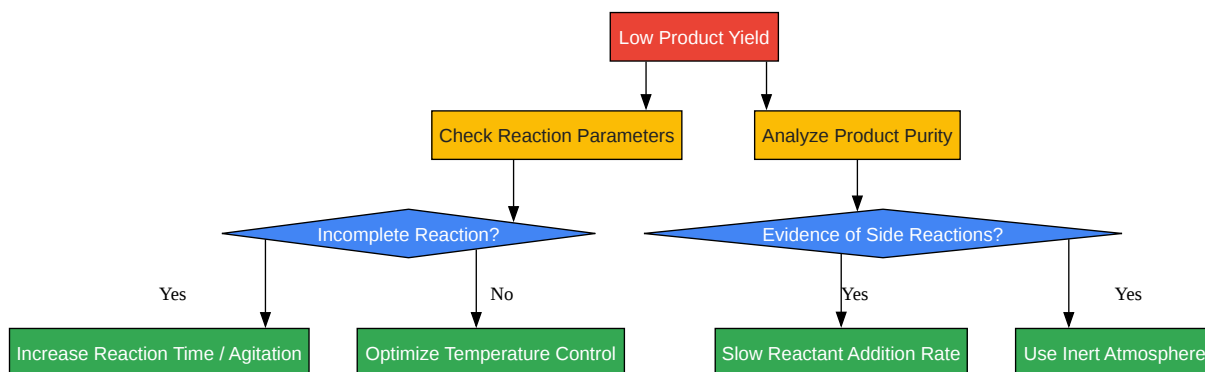 Low Product Yield
Check Reaction Parameters
Analyze Product Purity
Incomplete Reaction?
Evidence of Side Reactions?
Yes
No
Yes
Yes
Increase Reaction Time / Agitation
Optimize Temperature Control
Slow Reactant Addition Rate
Use Inert Atmosphere